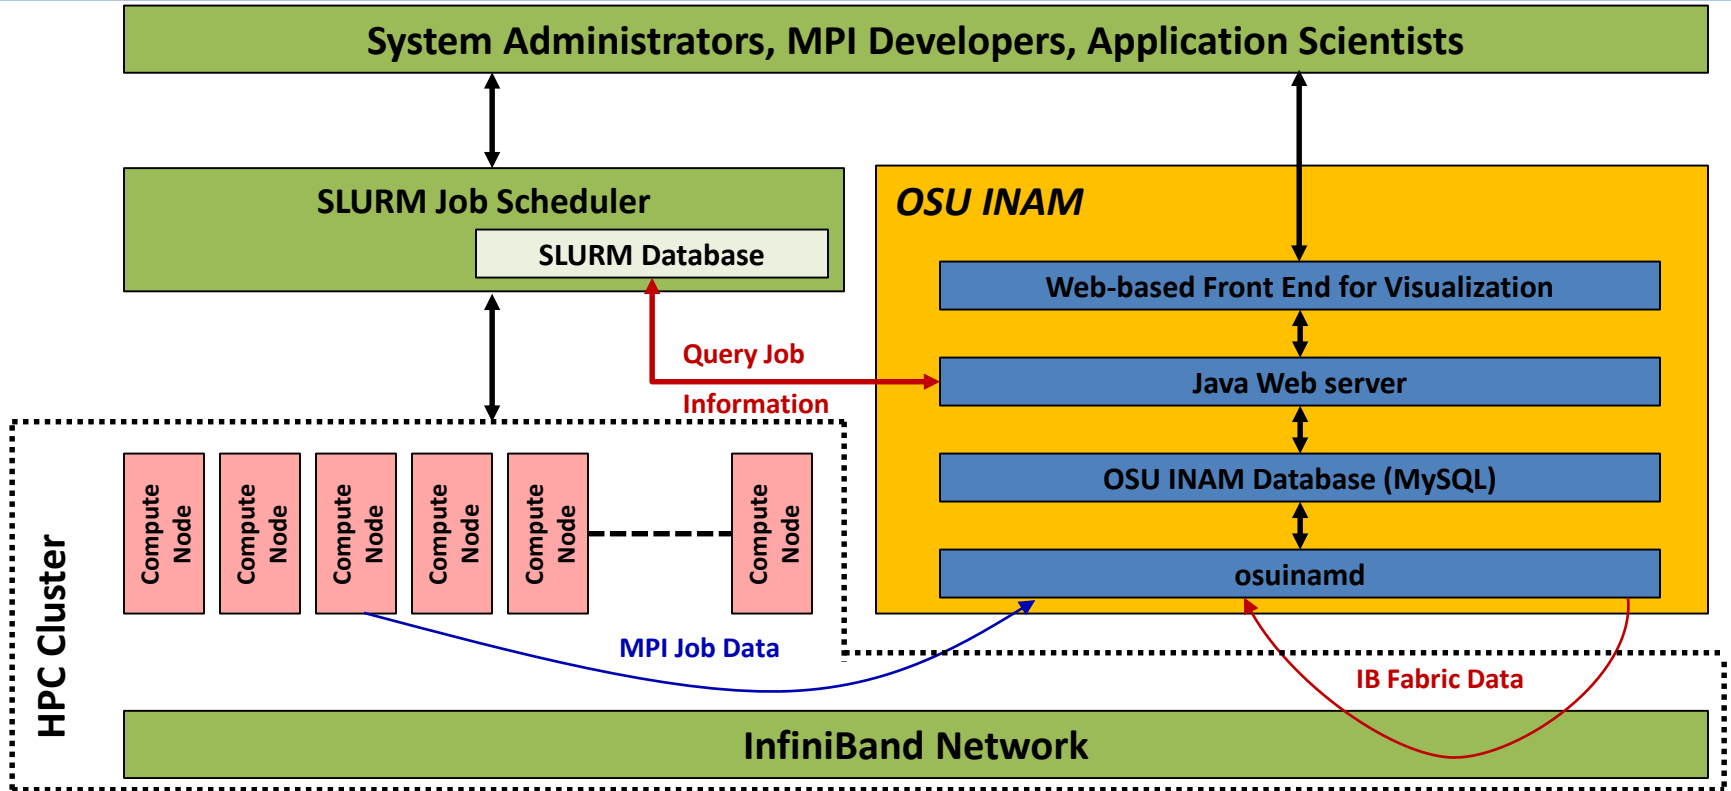 System Administrators, MPI Developers, Application Scientists
SLURM Job Scheduler
SLURM Database
OSU INAM
Web-based Front End for Visualization
Query Job
Information
Java Web server
OSU INAM Database (MySQL)
osuinamd
HPC Cluster
Compute
Node
Compute
Node
Compute
Node
Compute
Node
Compute
Node
Compute
Node
MPI Job Data
IB Fabric Data
InfiniBand Network